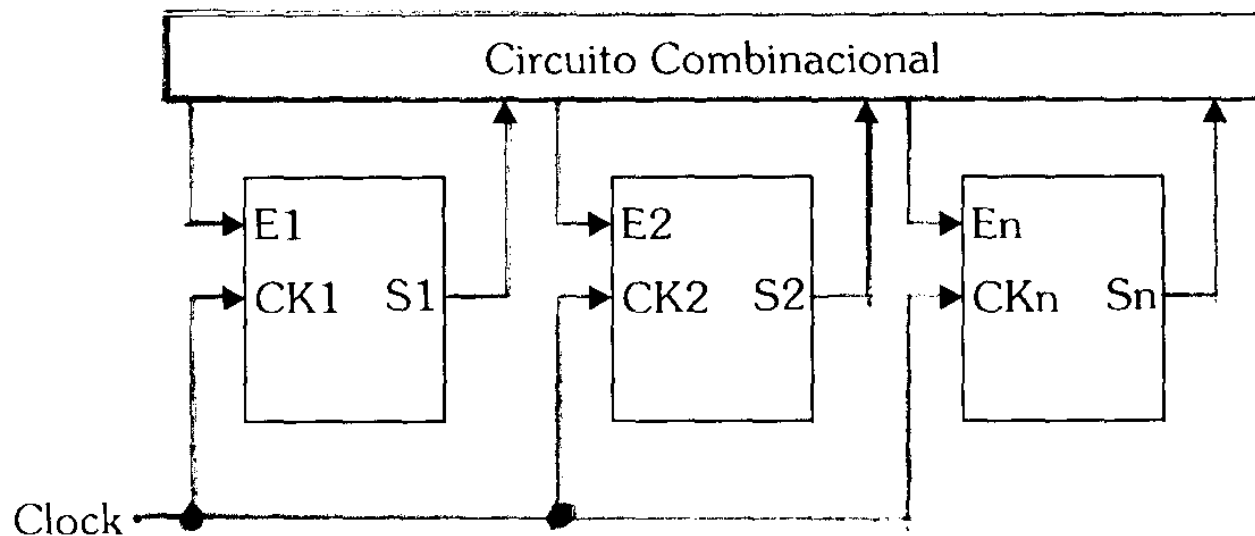 Circuito Combinacional
E1
E2
En
CK1 S1
CK2 S2
CKn Sn
Clock